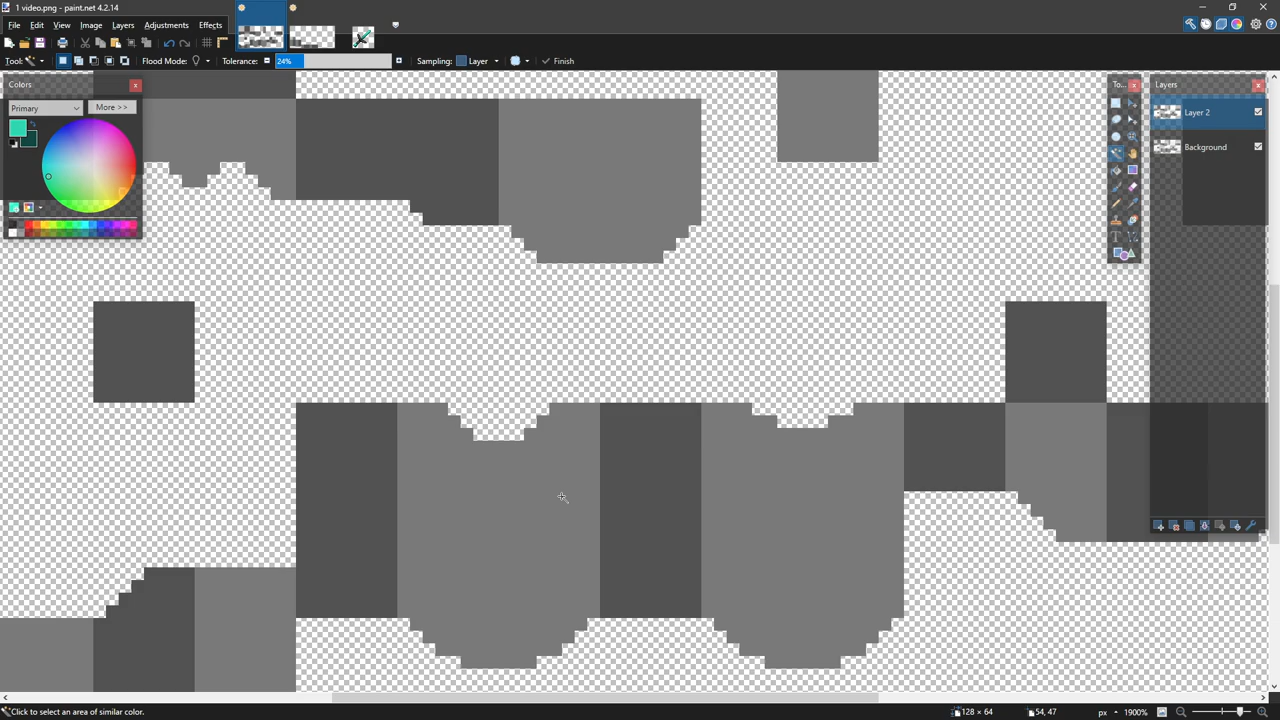 1 video.png - paint.net 4.2.14
File Edit View Image Layers Adjustments Effects
Tool: Flood Mode: Tolerance: 24% Sampling: Layer Finish
Colors
Primary More >>
To...
Layers
Layer 2
Background
Click to select an area of similar color.
128 × 64
54, 47
px
1900%